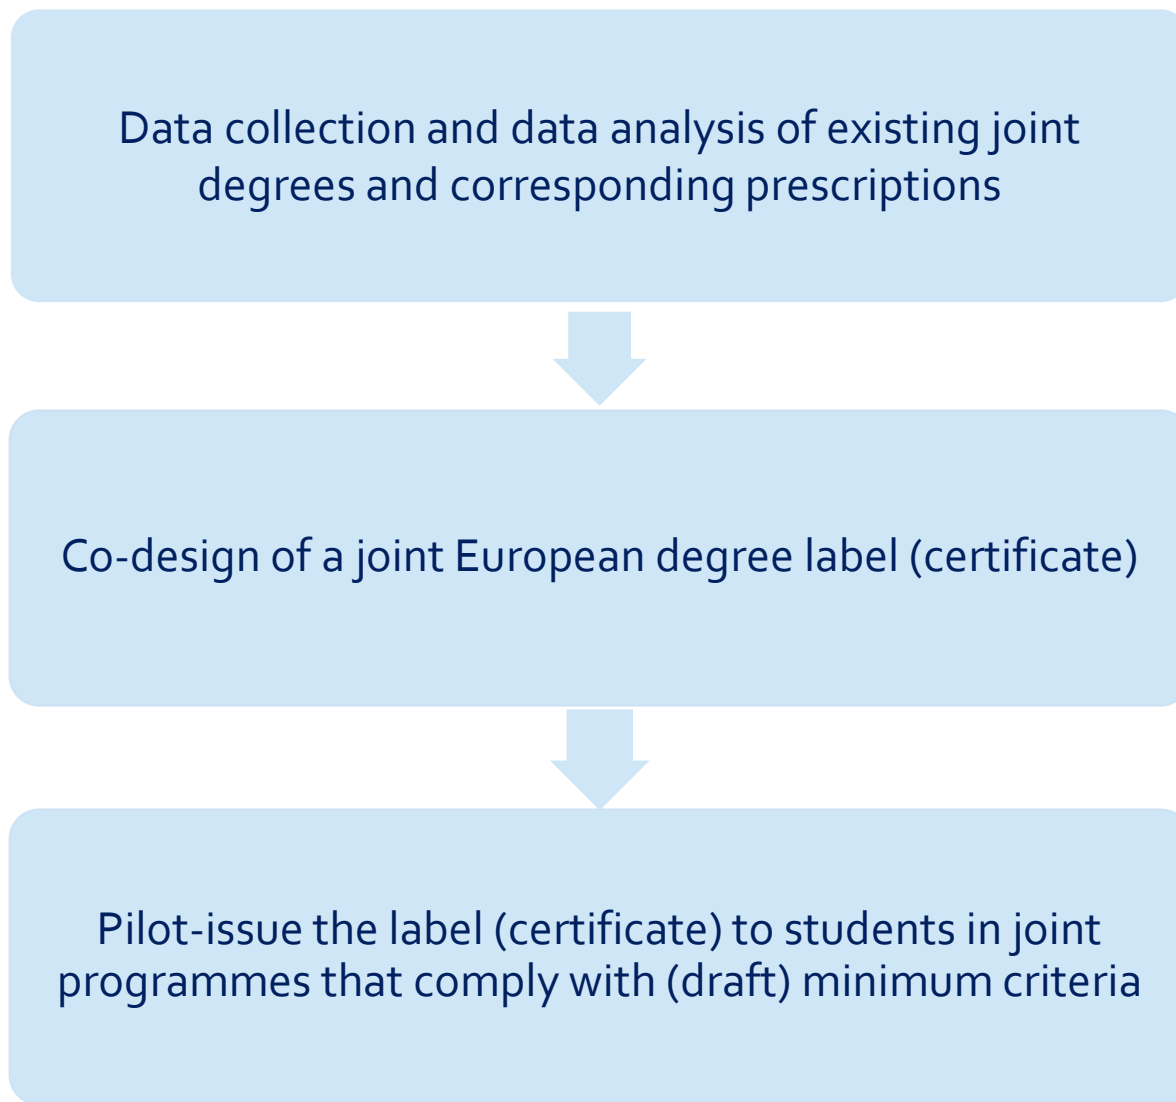 Data collection and data analysis of existing joint
degrees and corresponding prescriptions
Co-design of a joint European degree label (certificate)
Pilot-issue the label (certificate) to students in joint
programmes that comply with (draft) minimum criteria